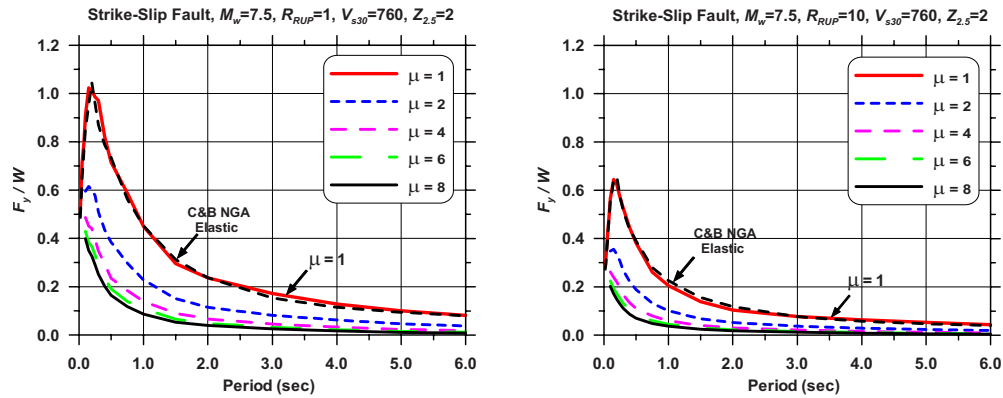 Strike-Slip Fault, Mw=7.5, RRUP=1, Vs30=760, Z2.5=2
1.2
1.0
0.8
0.6
0.4
0.2
0.0
Fy / W
μ = 1
μ = 2
μ = 4
μ = 6
μ = 8
C&B NGA
Elastic
μ = 1
0.0 1.0 2.0 3.0 4.0 5.0 6.0
Period (sec)
Strike-Slip Fault, Mw=7.5, RRUP=10, Vs30=760, Z2.5=2
1.2
1.0
0.8
0.6
0.4
0.2
0.0
Fy / W
μ = 1
μ = 2
μ = 4
μ = 6
μ = 8
C&B NGA
Elastic
μ = 1
0.0 1.0 2.0 3.0 4.0 5.0 6.0
Period (sec)